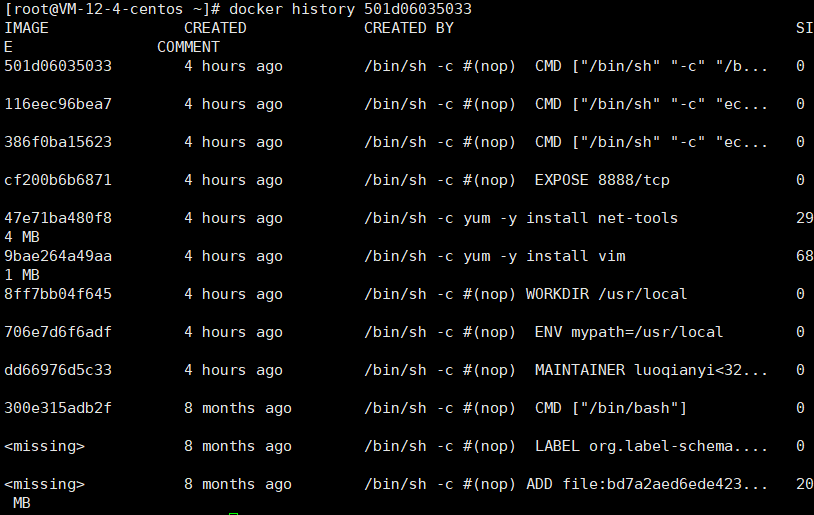 [root@VM-12-4-centos ~]# docker history 501d06035033
IMAGE CREATED CREATED BY SI
E COMMENT
501d06035033 4 hours ago /bin/sh -c #(nop) CMD ["/bin/sh" "-c" "/b... 0
116eec96bea7 4 hours ago /bin/sh -c #(nop) CMD ["/bin/sh" "-c" "ec... 0
386f0ba15623 4 hours ago /bin/sh -c #(nop) CMD ["/bin/sh" "-c" "ec... 0
cf200b6b6871 4 hours ago /bin/sh -c #(nop) EXPOSE 8888/tcp 0
47e71ba480f8 4 hours ago /bin/sh -c yum -y install net-tools 29
4 MB
9bae264a49aa 4 hours ago /bin/sh -c yum -y install vim 68
1 MB
8ff7bb04f645 4 hours ago /bin/sh -c #(nop) WORKDIR /usr/local 0
706e7d6f6adf 4 hours ago /bin/sh -c #(nop) ENV mypath=/usr/local 0
dd66976d5c33 4 hours ago /bin/sh -c #(nop) MAINTAINER luoqianyi<32... 0
300e315adb2f 8 months ago /bin/sh -c #(nop) CMD ["/bin/bash"] 0
<missing> 8 months ago /bin/sh -c #(nop) LABEL org.label-schema.... 0
<missing> 8 months ago /bin/sh -c #(nop) ADD file:bd7a2aed6ede423... 20
MB